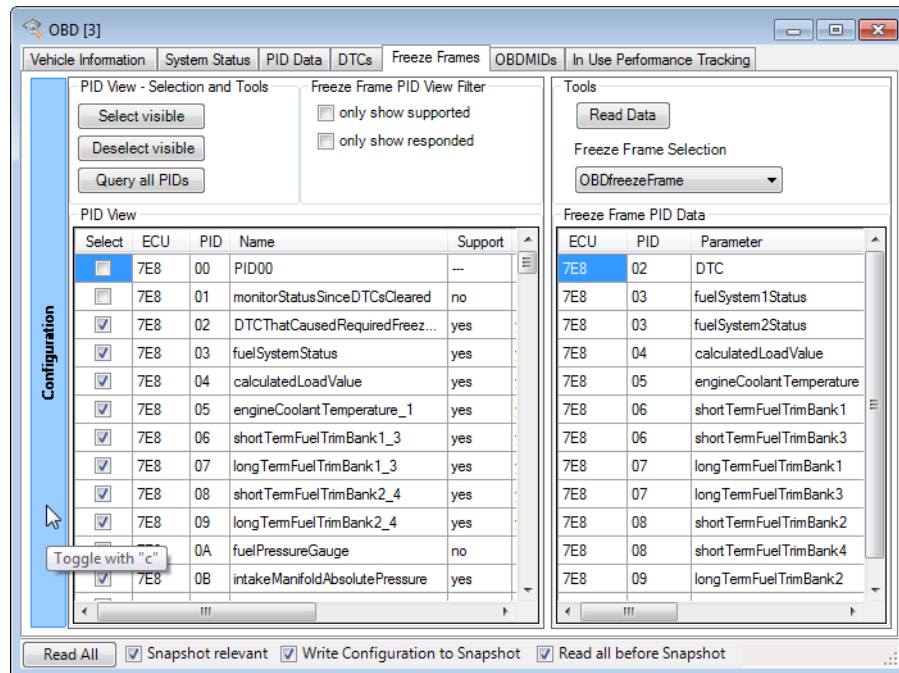 OBD [3]
Vehicle Information System Status PID Data DTCs Freeze Frames OBDMIDs In Use Performance Tracking
Configuration
PID View - Selection and Tools Freeze Frame PID View Filter Tools
Select visible only show supported Read Data
Deselect visible only show responded Freeze Frame Selection
Query all PIDs OBDfreezeFrame
PID View Freeze Frame PID Data
Select ECU PID Name Support ECU PID Parameter
7E8 00 PID00 --- 7E8 02 DTC
7E8 01 monitorStatusSinceDTCsCleared no 7E8 03 fuelSystem1Status
7E8 02 DTCThatCausedRequiredFreez... yes 7E8 03 fuelSystem2Status
7E8 03 fuelSystemStatus yes 7E8 04 calculatedLoadValue
7E8 04 calculatedLoadValue yes 7E8 05 engineCoolantTemperature
7E8 05 engineCoolantTemperature_1 yes 7E8 06 shortTermFuelTrimBank1
7E8 06 shortTermFuelTrimBank1_3 yes 7E8 06 shortTermFuelTrimBank3
7E8 07 longTermFuelTrimBank1_3 yes 7E8 07 longTermFuelTrimBank1
7E8 08 shortTermFuelTrimBank2_4 yes 7E8 07 longTermFuelTrimBank3
7E8 09 longTermFuelTrimBank2_4 yes 7E8 08 shortTermFuelTrimBank2
0A fuelPressureGauge no 7E8 08 shortTermFuelTrimBank4
Toggle with "c"
7E8 0B intakeManifoldAbsolutePressure yes 7E8 09 longTermFuelTrimBank2
Read All Snapshot relevant Write Configuration to Snapshot Read all before Snapshot